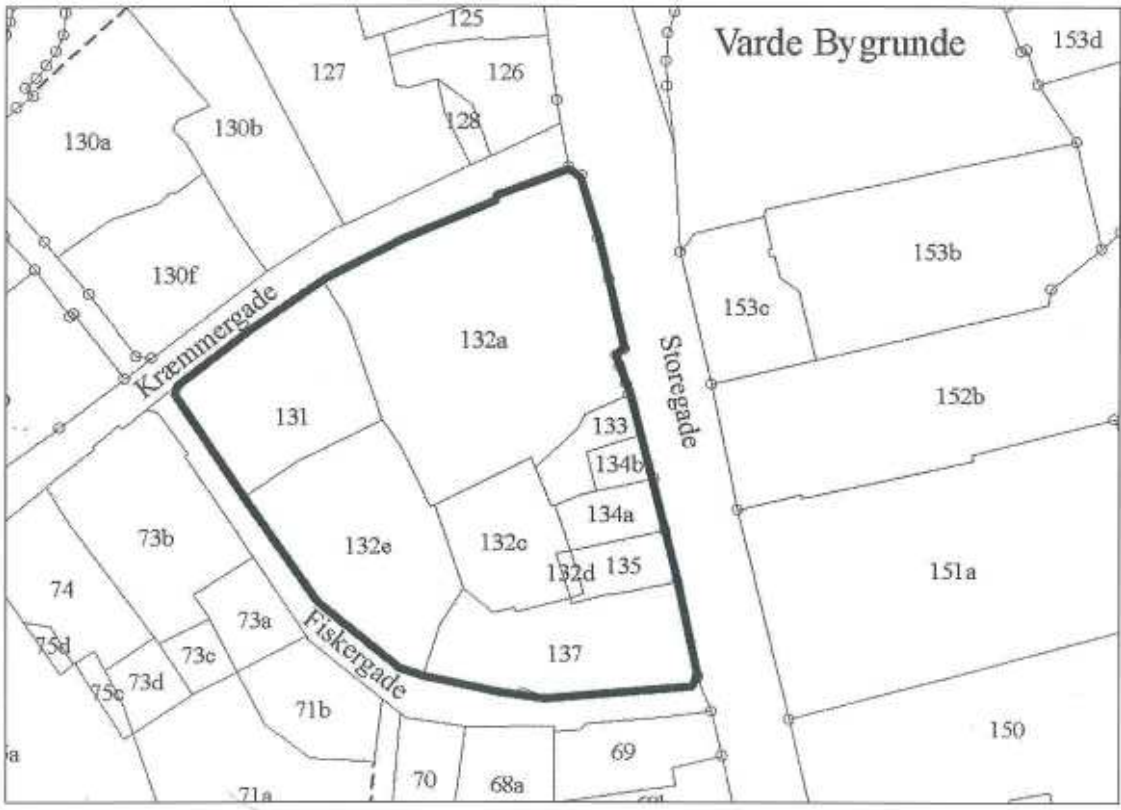 125
Varde Bygrunde
153d
127
126
130b
128
130a
153b
130f
153c
Kræmmergade
132a
Storegade
152b
131
133
134b
134a
73b
132e
132c
132d
135
151a
74
73a
Fiskergade
75d
73c
137
75c
73d
71b
150
69
70
68a
71a